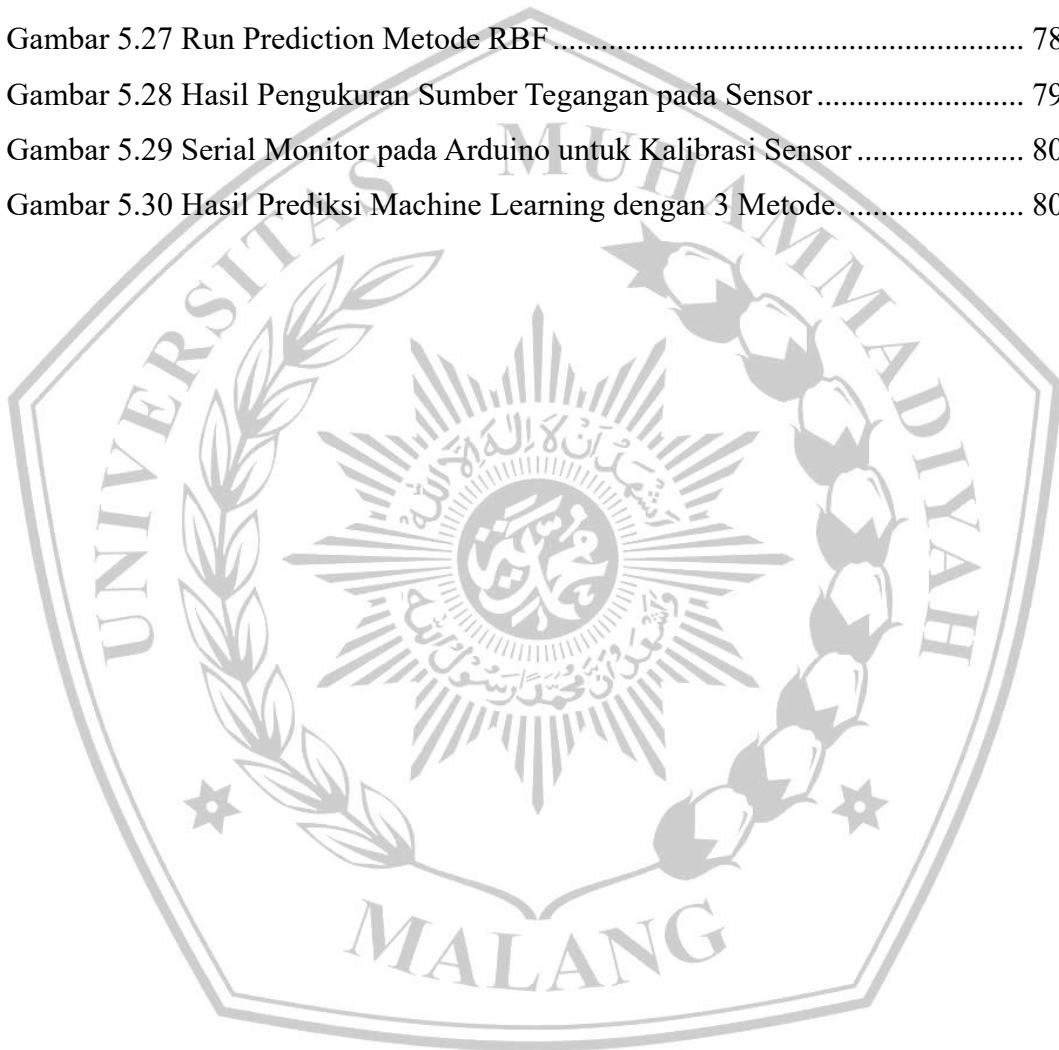 Gambar 5.27 Run Prediction Metode RBF ................................................................ 78
Gambar 5.28 Hasil Pengukuran Sumber Tegangan pada Sensor ............................ 79
Gambar 5.29 Serial Monitor pada Arduino untuk Kalibrasi Sensor ...................... 80
Gambar 5.30 Hasil Prediksi Machine Learning dengan 3 Metode. ....................... 80
UNIVERSITAS MUHAMMADIYAH
MALANG